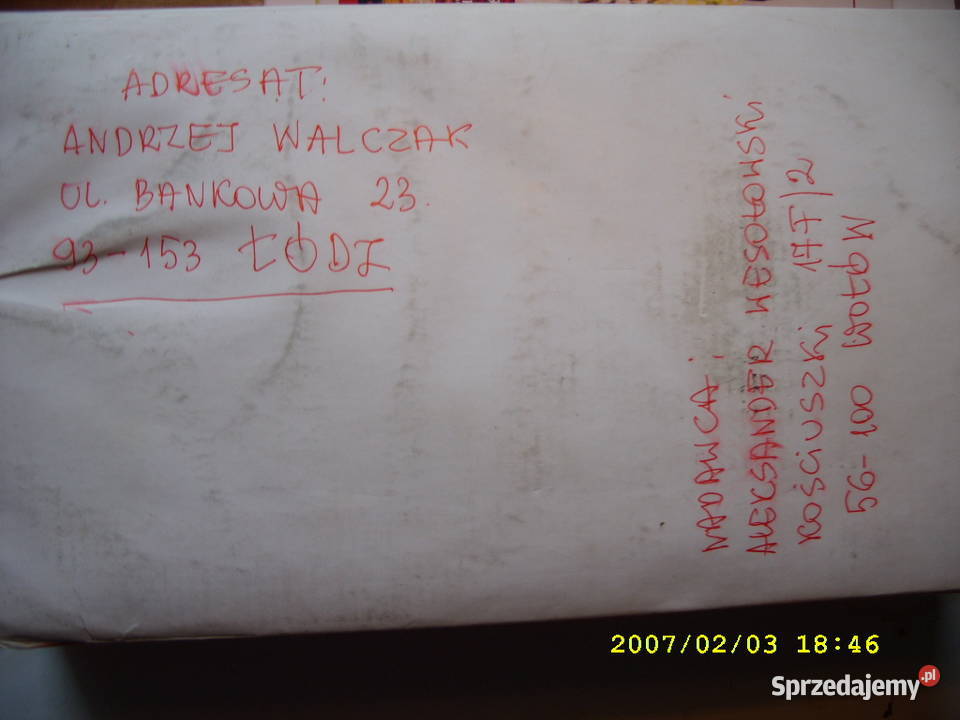 ADRESAT:
ANDRZEJ WALCZAK
UL. BANKOWA 23.
93-153 ŁÓDŹ
NADAWCA:
ALEKSANDER WESOŁOWSKI
KOŚCIUSZKI 17F/2
56-100 WOŁÓW
2007/02/03 18:46
Sprzedajemy.pl